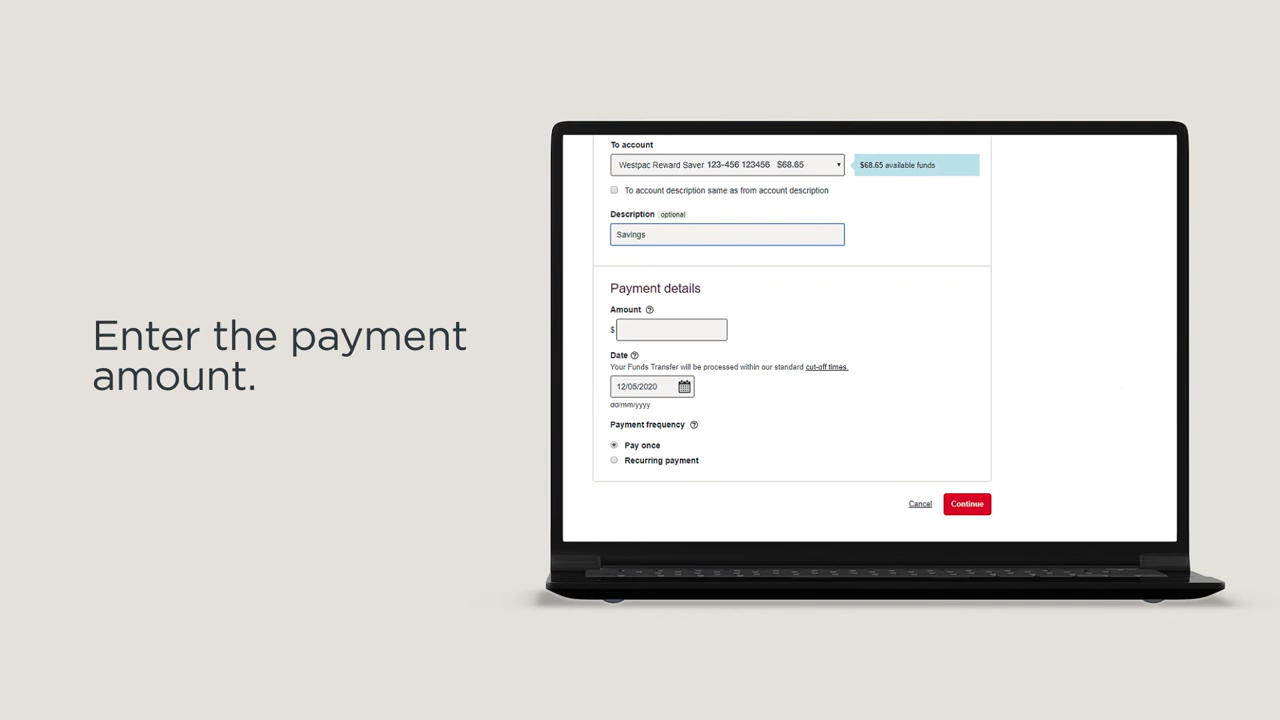 Enter the payment
amount.
To account
Westpac Reward Saver 123-456 123456 $68.65
$68.65 available funds
To account description same as from account description
Description optional
Savings
Payment details
Amount ?
$
Date ?
Your Funds Transfer will be processed within our standard cut-off times.
12/05/2020
dd/mm/yyyy
Payment frequency ?
Pay once
Recurring payment
Cancel
Continue